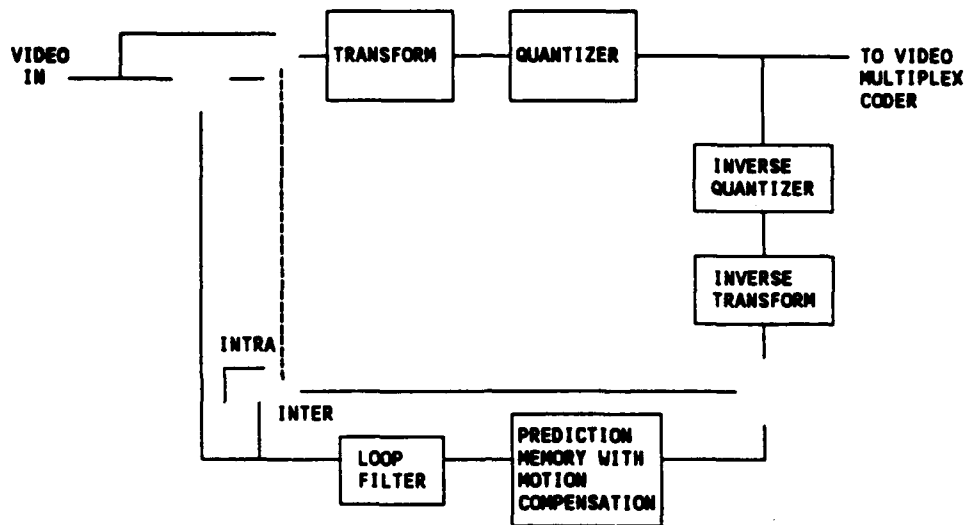 VIDEO
IN
TRANSFORM
QUANTIZER
TO VIDEO
MULTIPLEX
CODER
INVERSE
QUANTIZER
INVERSE
TRANSFORM
INTRA
INTER
LOOP
FILTER
PREDICTION
MEMORY WITH
MOTION
COMPENSATION